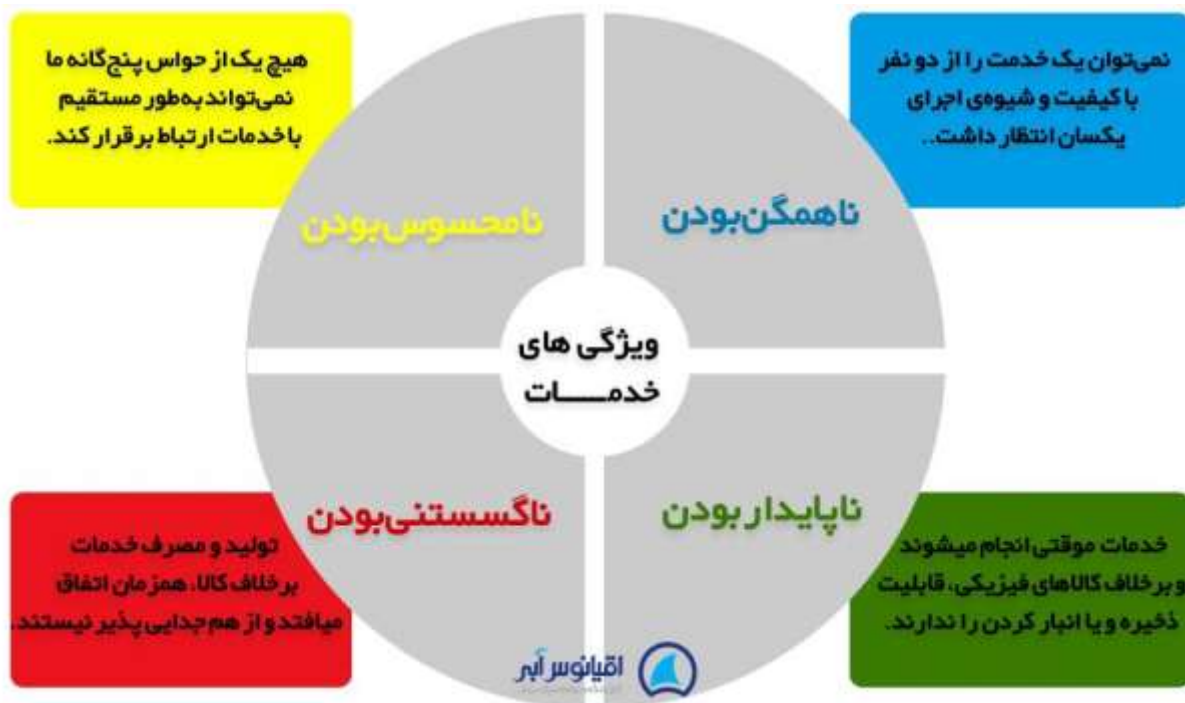 نمی‌توان یک خدمت را از دو نفر
با کیفیت و شیوه‌ی اجرای
یکسان انتظار داشت..
ناهمگن‌بودن
هیچ یک از حواس پنج‌گانه ما
نمی‌تواند به‌طور مستقیم
با خدمات ارتباط برقرار کند.
نامحسوس‌بودن
ویژگی های
خدمـــات
ناپایدار بودن
خدمات موقتی انجام میشوند
و برخلاف کالاهای فیزیکی، قابلیت
ذخیره و یا انبار کردن را ندارند.
ناگسستنی‌بودن
تولید و مصرف خدمات
برخلاف کالا، همزمان اتفاق
میافتند و از هم جدایی پذیر نیستند.
اقیانوس آبی